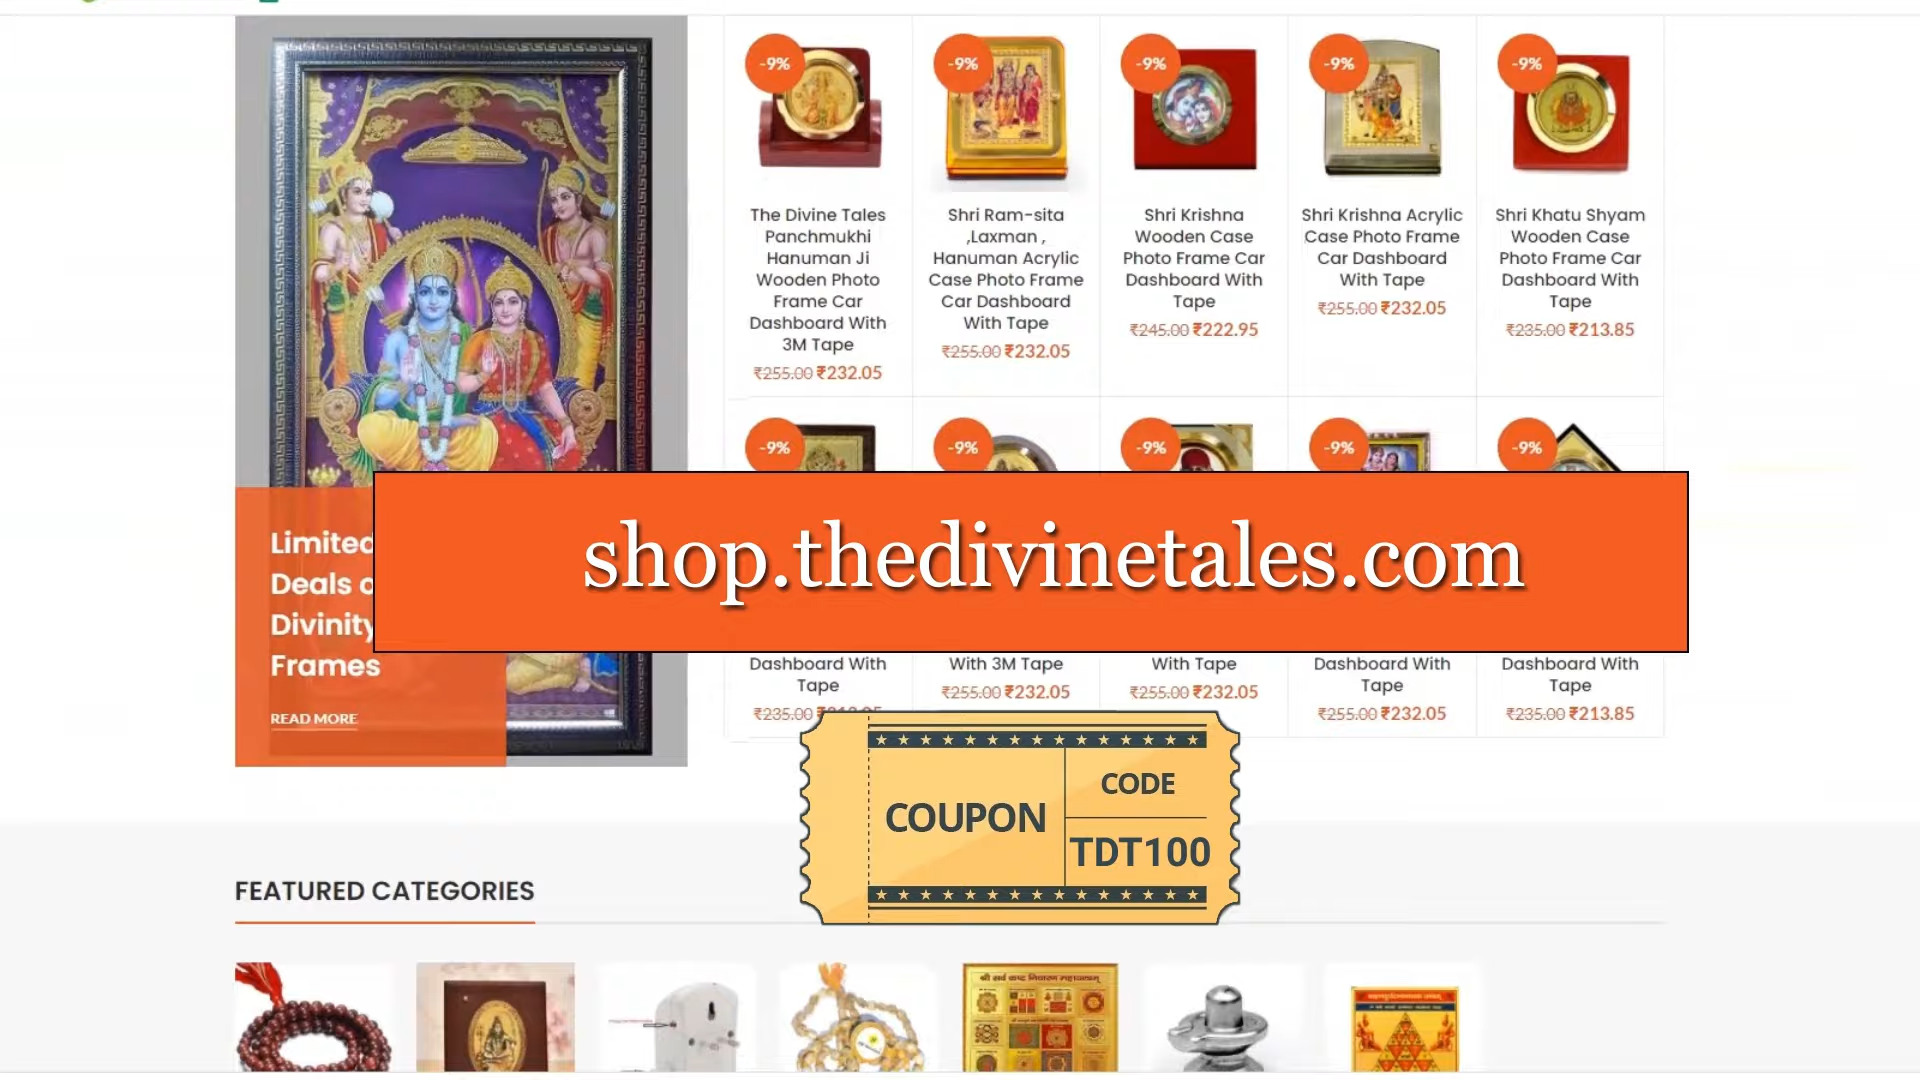 -9%
The Divine Tales
Panchmukhi
Hanuman Ji
Wooden Photo
Frame Car
Dashboard With
3M Tape
₹255.00 ₹232.05
-9%
Shri Ram-sita
,Laxman ,
Hanuman Acrylic
Case Photo Frame
Car Dashboard
With Tape
₹255.00 ₹232.05
-9%
Shri Krishna
Wooden Case
Photo Frame Car
Dashboard With
Tape
₹245.00 ₹222.95
-9%
Shri Krishna Acrylic
Case Photo Frame
Car Dashboard
With Tape
₹255.00 ₹232.05
-9%
Shri Khatu Shyam
Wooden Case
Photo Frame Car
Dashboard With
Tape
₹235.00 ₹213.85
-9%
-9%
-9%
-9%
-9%
Limited
Deals
Divinity
Frames
READ MORE
shop.thedivinetales.com
Dashboard With
Tape
₹235.00
With 3M Tape
₹255.00 ₹232.05
With Tape
₹255.00 ₹232.05
Dashboard With
Tape
₹255.00 ₹232.05
Dashboard With
Tape
₹235.00 ₹213.85
COUPON
CODE
TDT100
FEATURED CATEGORIES
श्री सर्व कष्ट निवारण महायन्त्रम्